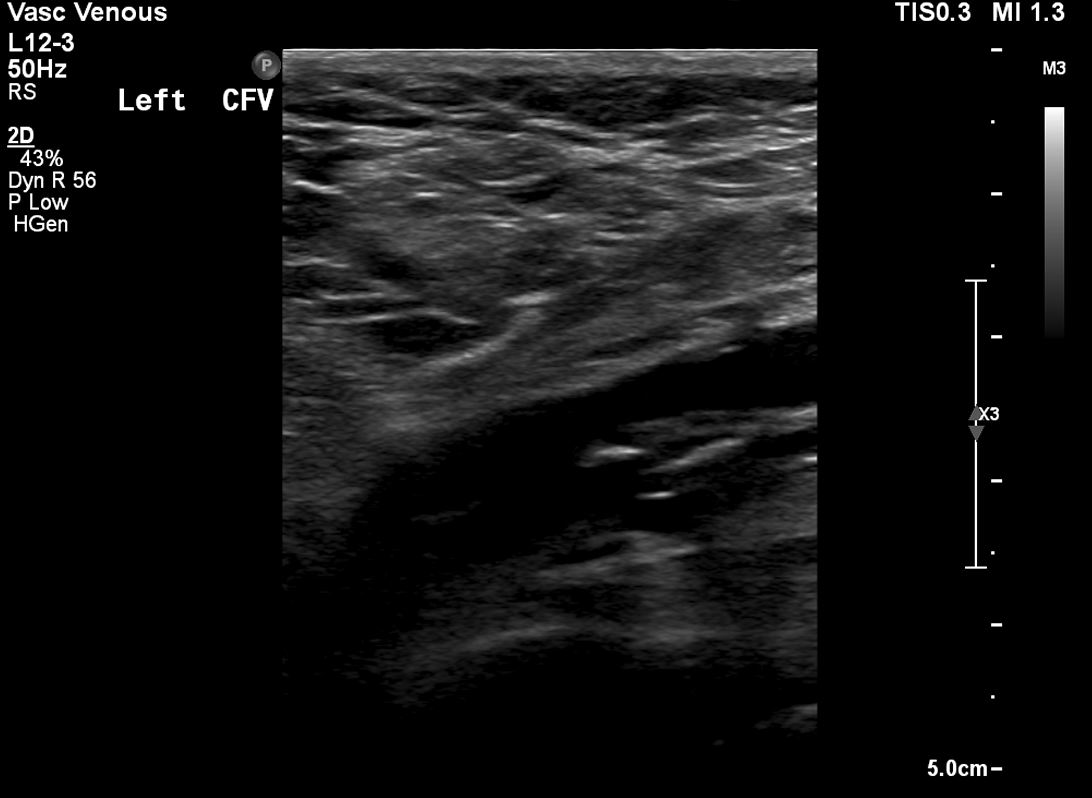 Vasc Venous
TIS0.3 MI 1.3
L12-3
50Hz
RS
P
M3
Left CFV
2D
43%
Dyn R 56
P Low
HGen
X3
5.0cm